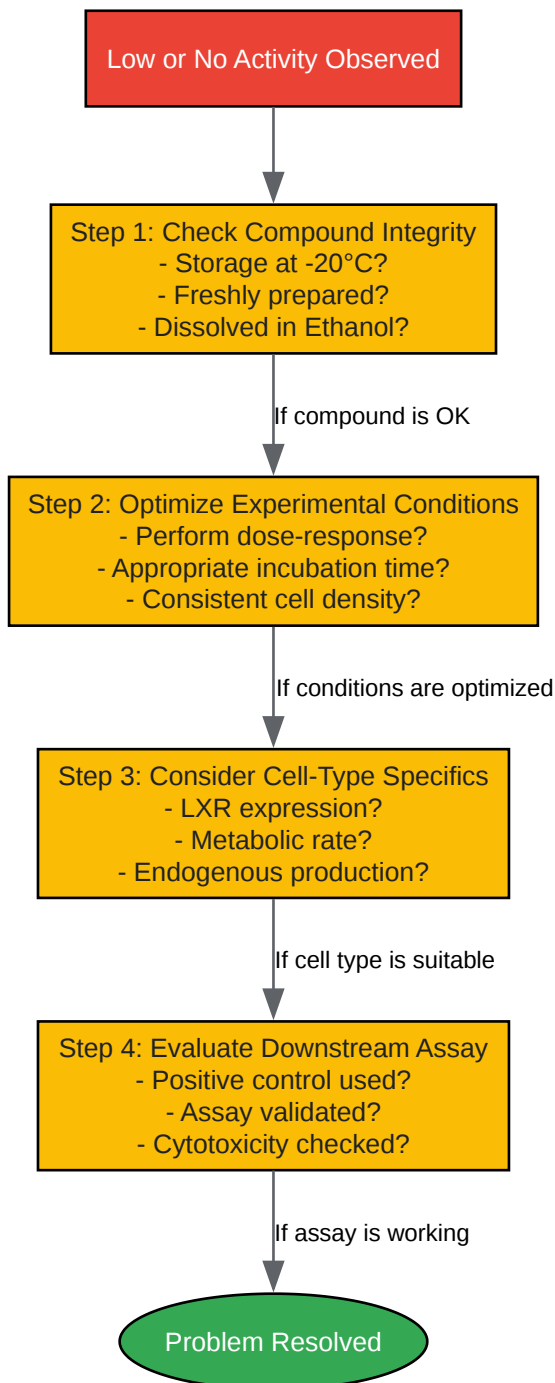 Low or No Activity Observed
Step 1: Check Compound Integrity
- Storage at -20°C?
- Freshly prepared?
- Dissolved in Ethanol?
If compound is OK
Step 2: Optimize Experimental Conditions
- Perform dose-response?
- Appropriate incubation time?
- Consistent cell density?
If conditions are optimized
Step 3: Consider Cell-Type Specifics
- LXR expression?
- Metabolic rate?
- Endogenous production?
If cell type is suitable
Step 4: Evaluate Downstream Assay
- Positive control used?
- Assay validated?
- Cytotoxicity checked?
If assay is working
Problem Resolved